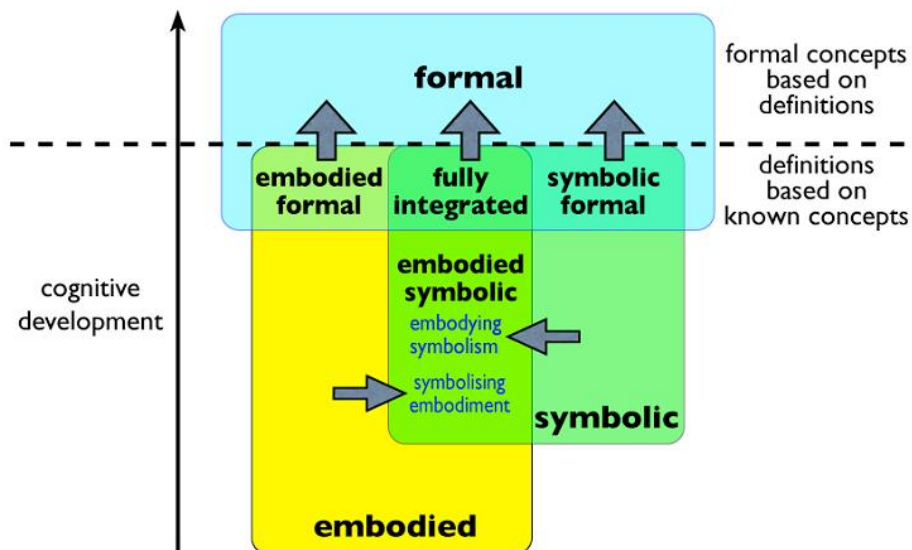 formal
formal concepts
based on
definitions
embodied
formal
fully
integrated
symbolic
formal
definitions
based on
known concepts
embodied
symbolic
embodying
symbolism
cognitive
development
symbolising
embodiment
symbolic
embodied